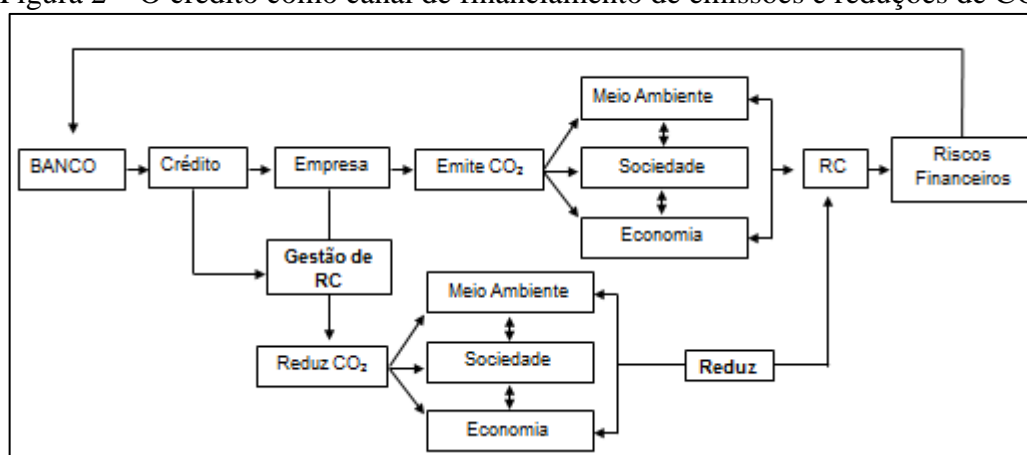 Figura 2 – O crédito como canal de financiamento de emissões e reduções de CO
Meio Ambiente
BANCO
Crédito
Empresa
Emite CO₂
Sociedade
RC
Riscos
Financeiros
Economia
Gestão de
RC
Meio Ambiente
Reduz CO₂
Sociedade
Reduz
Economia